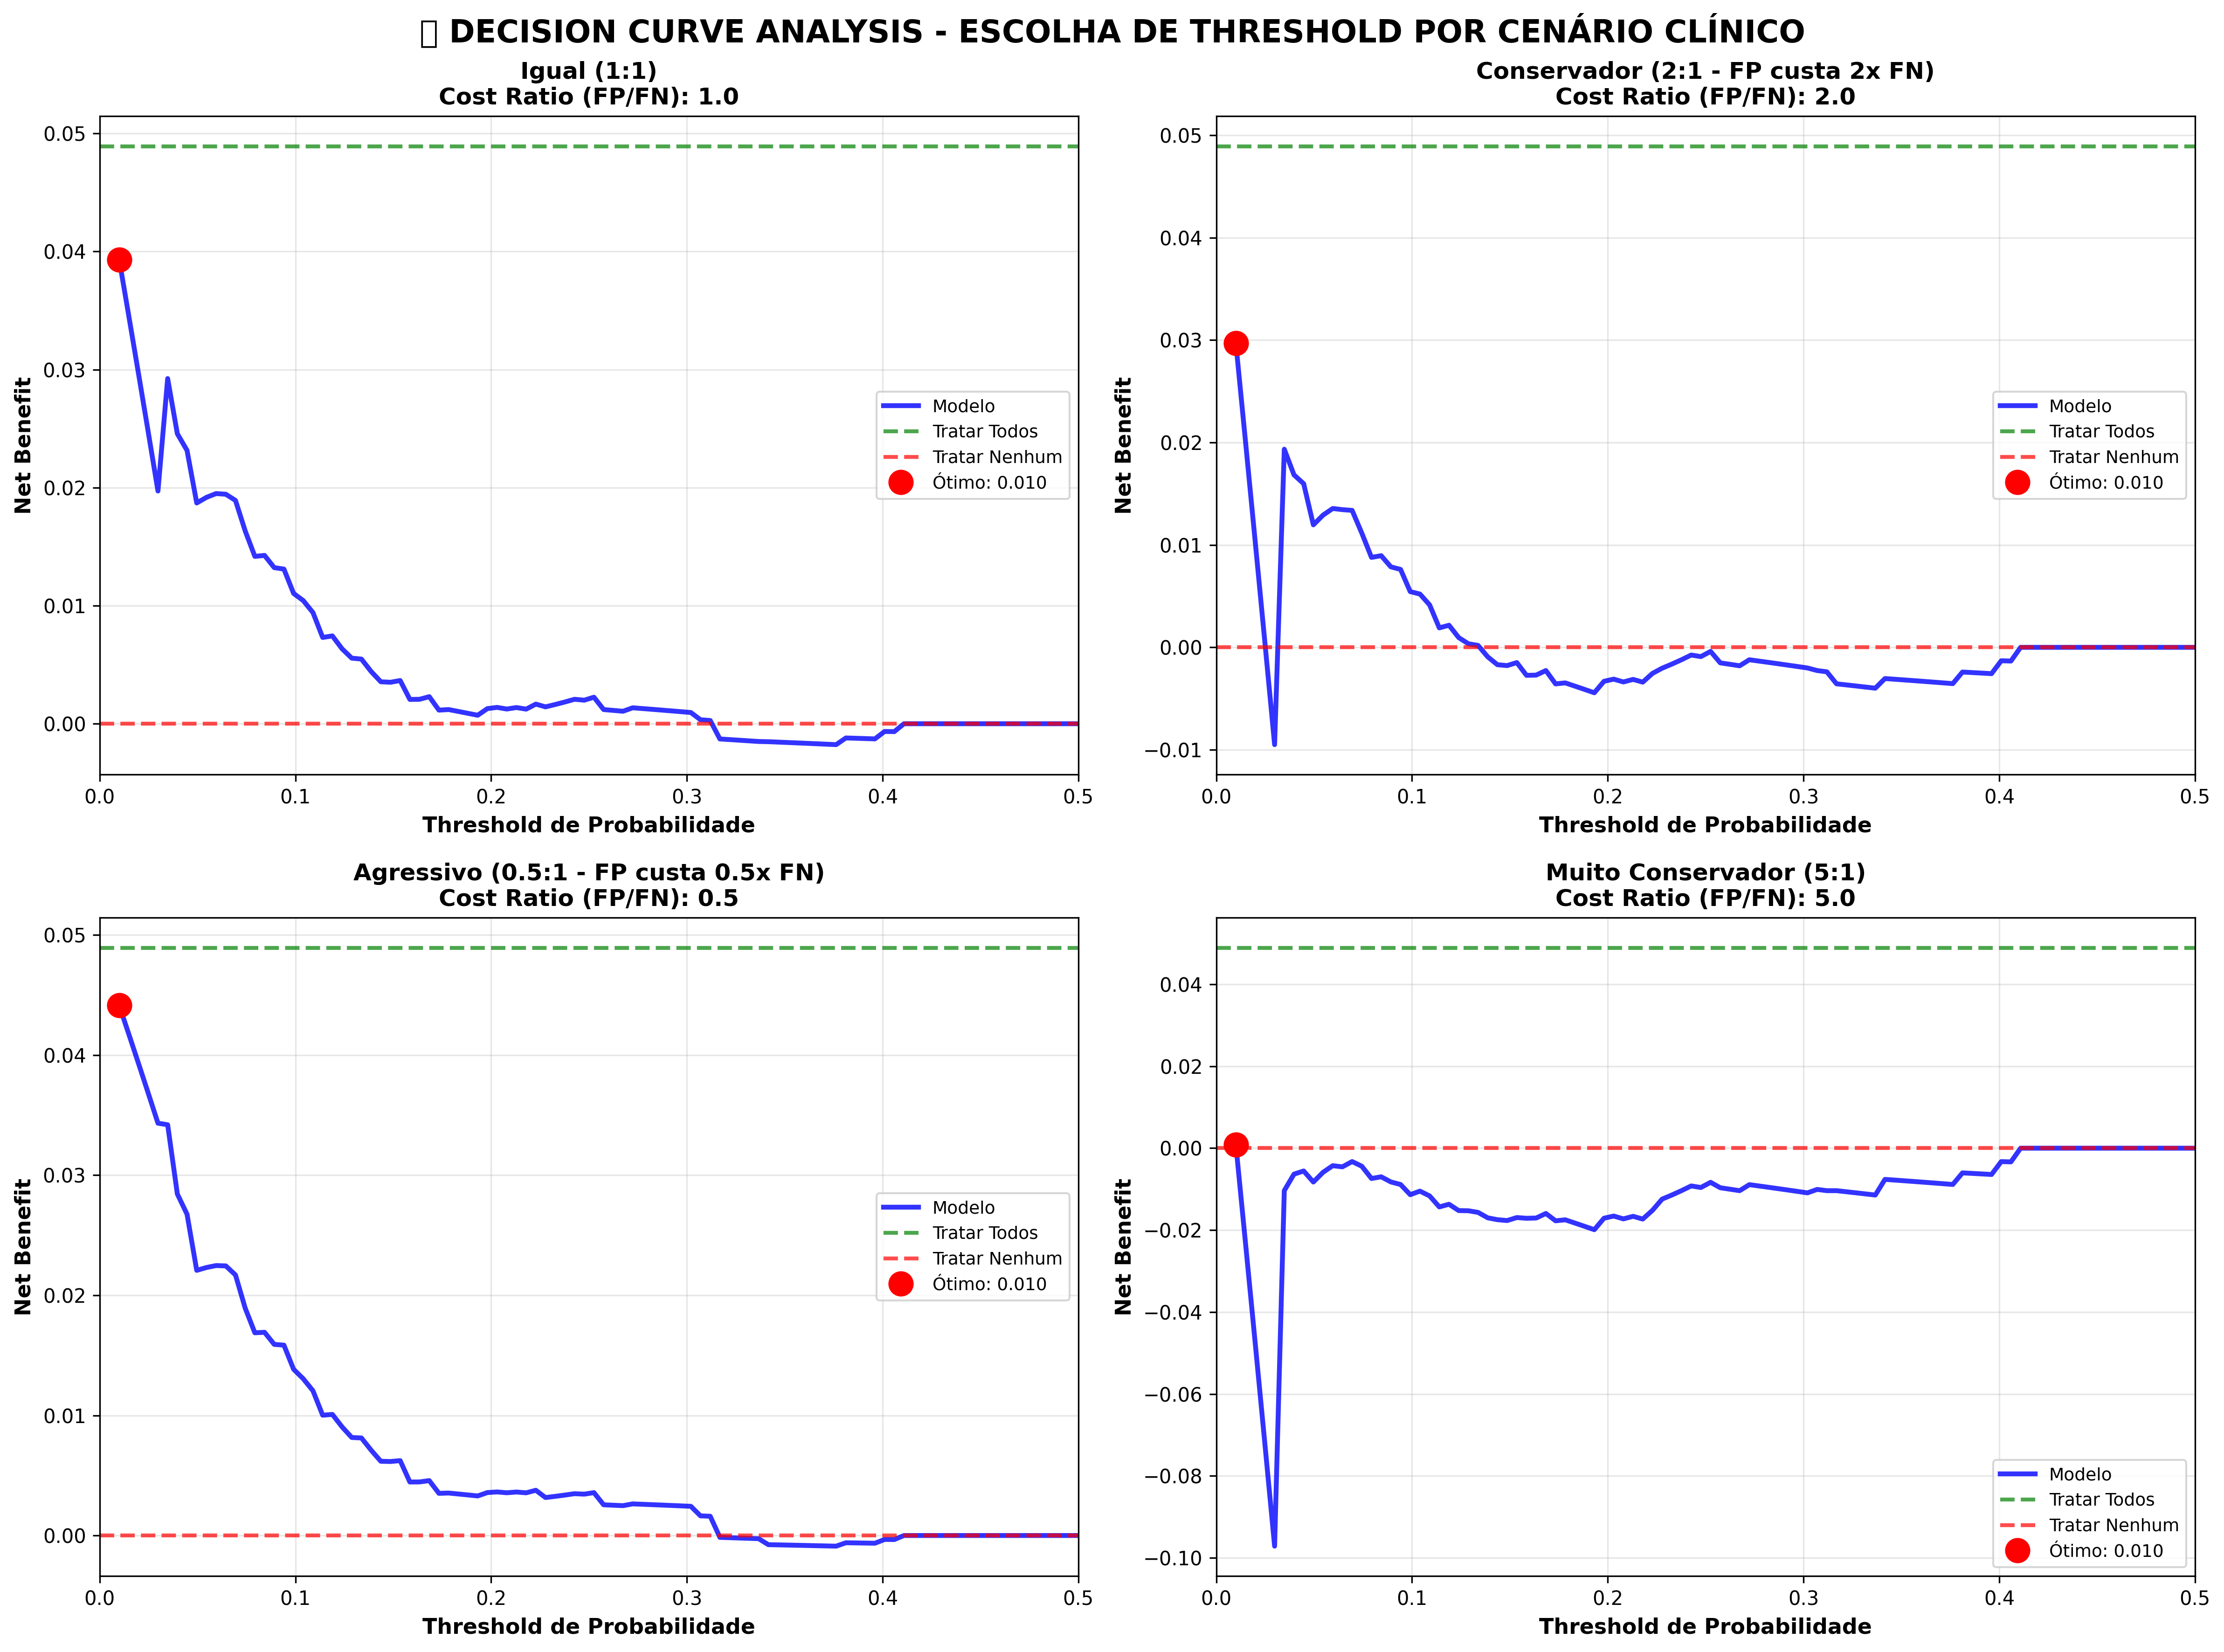 DECISION CURVE ANALYSIS - ESCOLHA DE THRESHOLD POR CENÁRIO CLÍNICO
Igual (1:1)
Cost Ratio (FP/FN): 1.0
Net Benefit
0.05
0.04
0.03
0.02
0.01
0.00
Modelo
Tratar Todos
Tratar Nenhum
Ótimo: 0.010
0.0 0.1 0.2 0.3 0.4 0.5
Threshold de Probabilidade
Conservador (2:1 - FP custa 2x FN)
Cost Ratio (FP/FN): 2.0
Net Benefit
0.05
0.04
0.03
0.02
0.01
0.00
−0.01
Modelo
Tratar Todos
Tratar Nenhum
Ótimo: 0.010
0.0 0.1 0.2 0.3 0.4 0.5
Threshold de Probabilidade
Agressivo (0.5:1 - FP custa 0.5x FN)
Cost Ratio (FP/FN): 0.5
Net Benefit
0.05
0.04
0.03
0.02
0.01
0.00
Modelo
Tratar Todos
Tratar Nenhum
Ótimo: 0.010
0.0 0.1 0.2 0.3 0.4 0.5
Threshold de Probabilidade
Muito Conservador (5:1)
Cost Ratio (FP/FN): 5.0
Net Benefit
0.04
0.02
0.00
−0.02
−0.04
−0.06
−0.08
−0.10
Modelo
Tratar Todos
Tratar Nenhum
Ótimo: 0.010
0.0 0.1 0.2 0.3 0.4 0.5
Threshold de Probabilidade